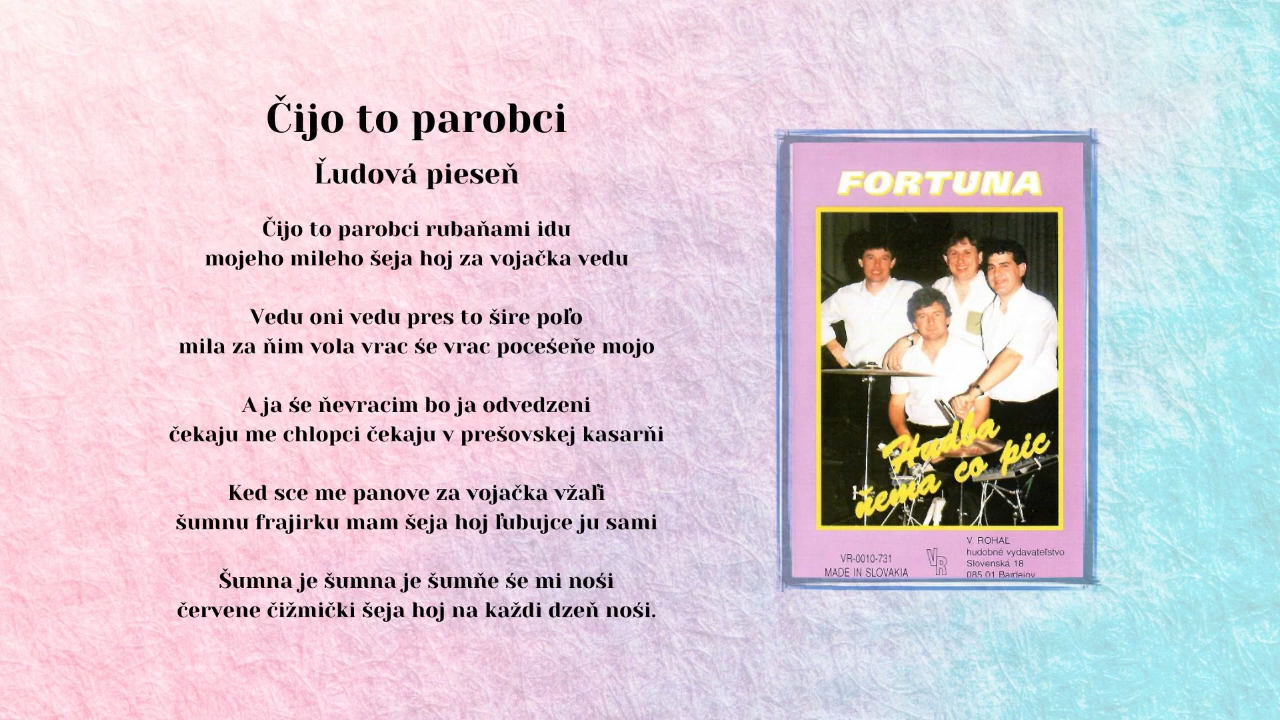 Čijo to parobci
Ľudová pieseň
Čijo to parobci rubaňami idu
mojeho mileho šeja hoj za vojačka vedu
Vedu oni vedu pres to šire poľo
mila za ňim vola vrac śe vrac poceśeňe mojo
A ja śe ňevracim bo ja odvedzeni
čekaju me chlopci čekaju v prešovskej kasarňi
Ked sce me panove za vojačka vžaľi
šumnu frajirku mam šeja hoj ľubujce ju sami
Šumna je šumna je šumňe śe mi nośi
červene čižmički šeja hoj na každi dzeň nośi.
FORTUNA
Hudba
ňema co pic
VR-0010-731
MADE IN SLOVAKIA
VR
V. ROHAĽ
hudobné vydavateľstvo
Slovenská 18
085 01 Bardejov